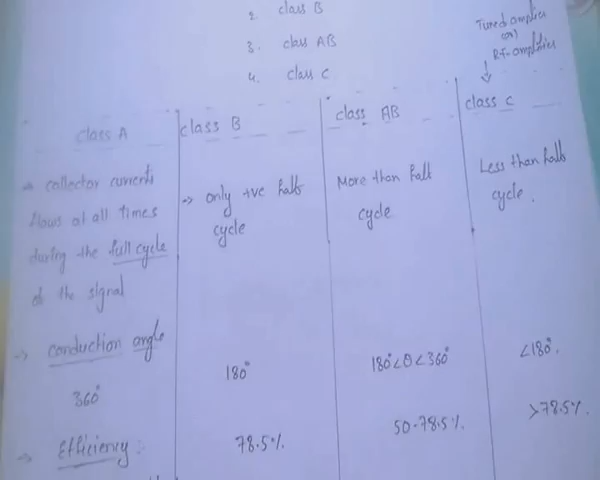 2. class B
3. class AB
4. class C
Tuned amplifier
(or)
R.F. amplifiers
class A
class B
class AB
class C
→ collector currents
flows at all times
during the full cycle
of the signal
→ only +ve half
cycle
More than half
cycle
Less than half
cycle.
→ conduction angle
360°
180°
180°<θ<360°
<180°.
→ Efficiency :-
78.5%
50-78.5%.
>78.5%.